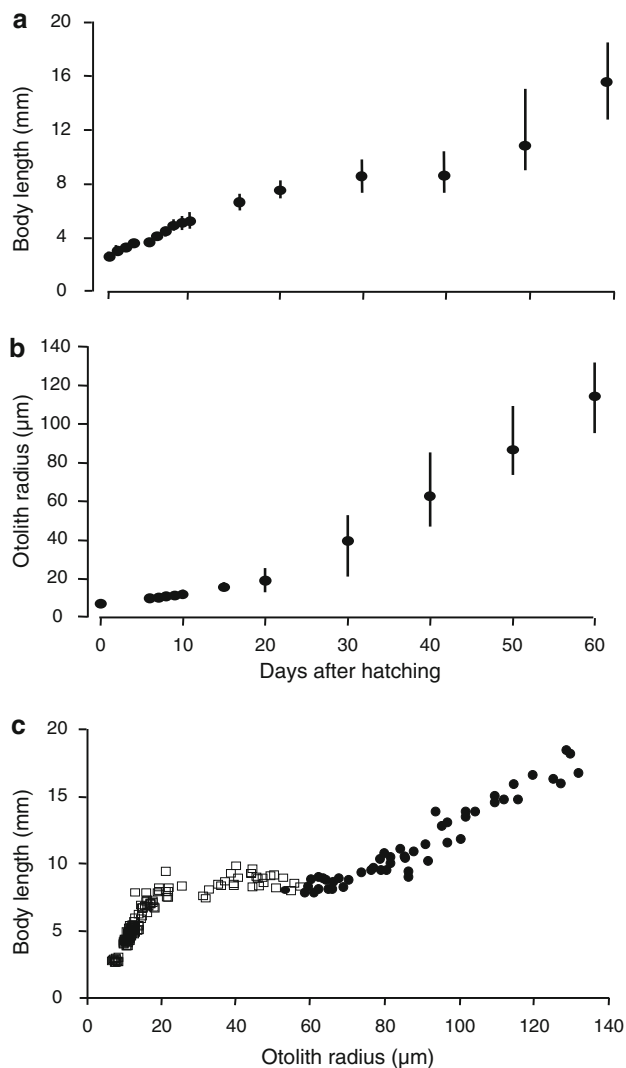 a
20
16
12
8
4
0
Body length (mm)
b
140
120
100
80
60
40
20
0
Otolith radius (µm)
0 10 20 30 40 50 60
Days after hatching
c
20
15
10
5
0
Body length (mm)
0 20 40 60 80 100 120 140
Otolith radius (µm)